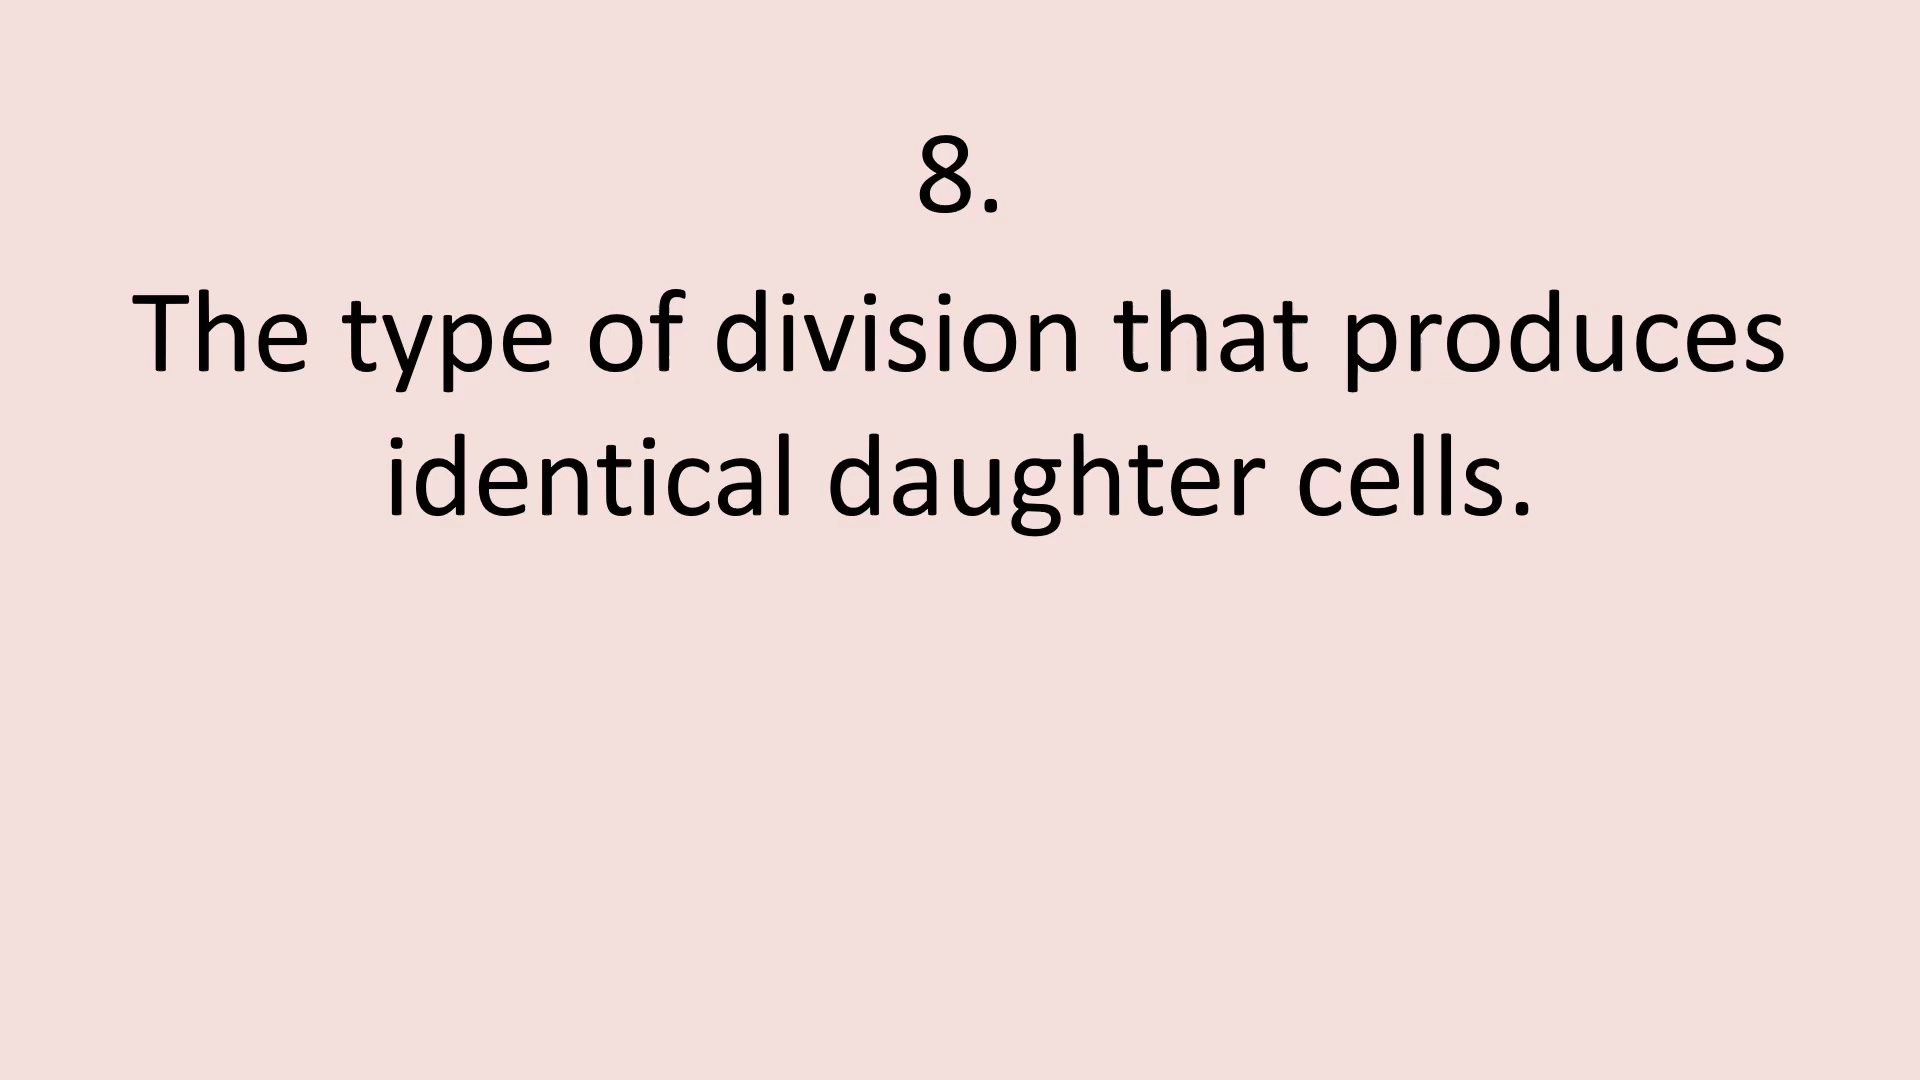 8.
The type of division that produces
identical daughter cells.